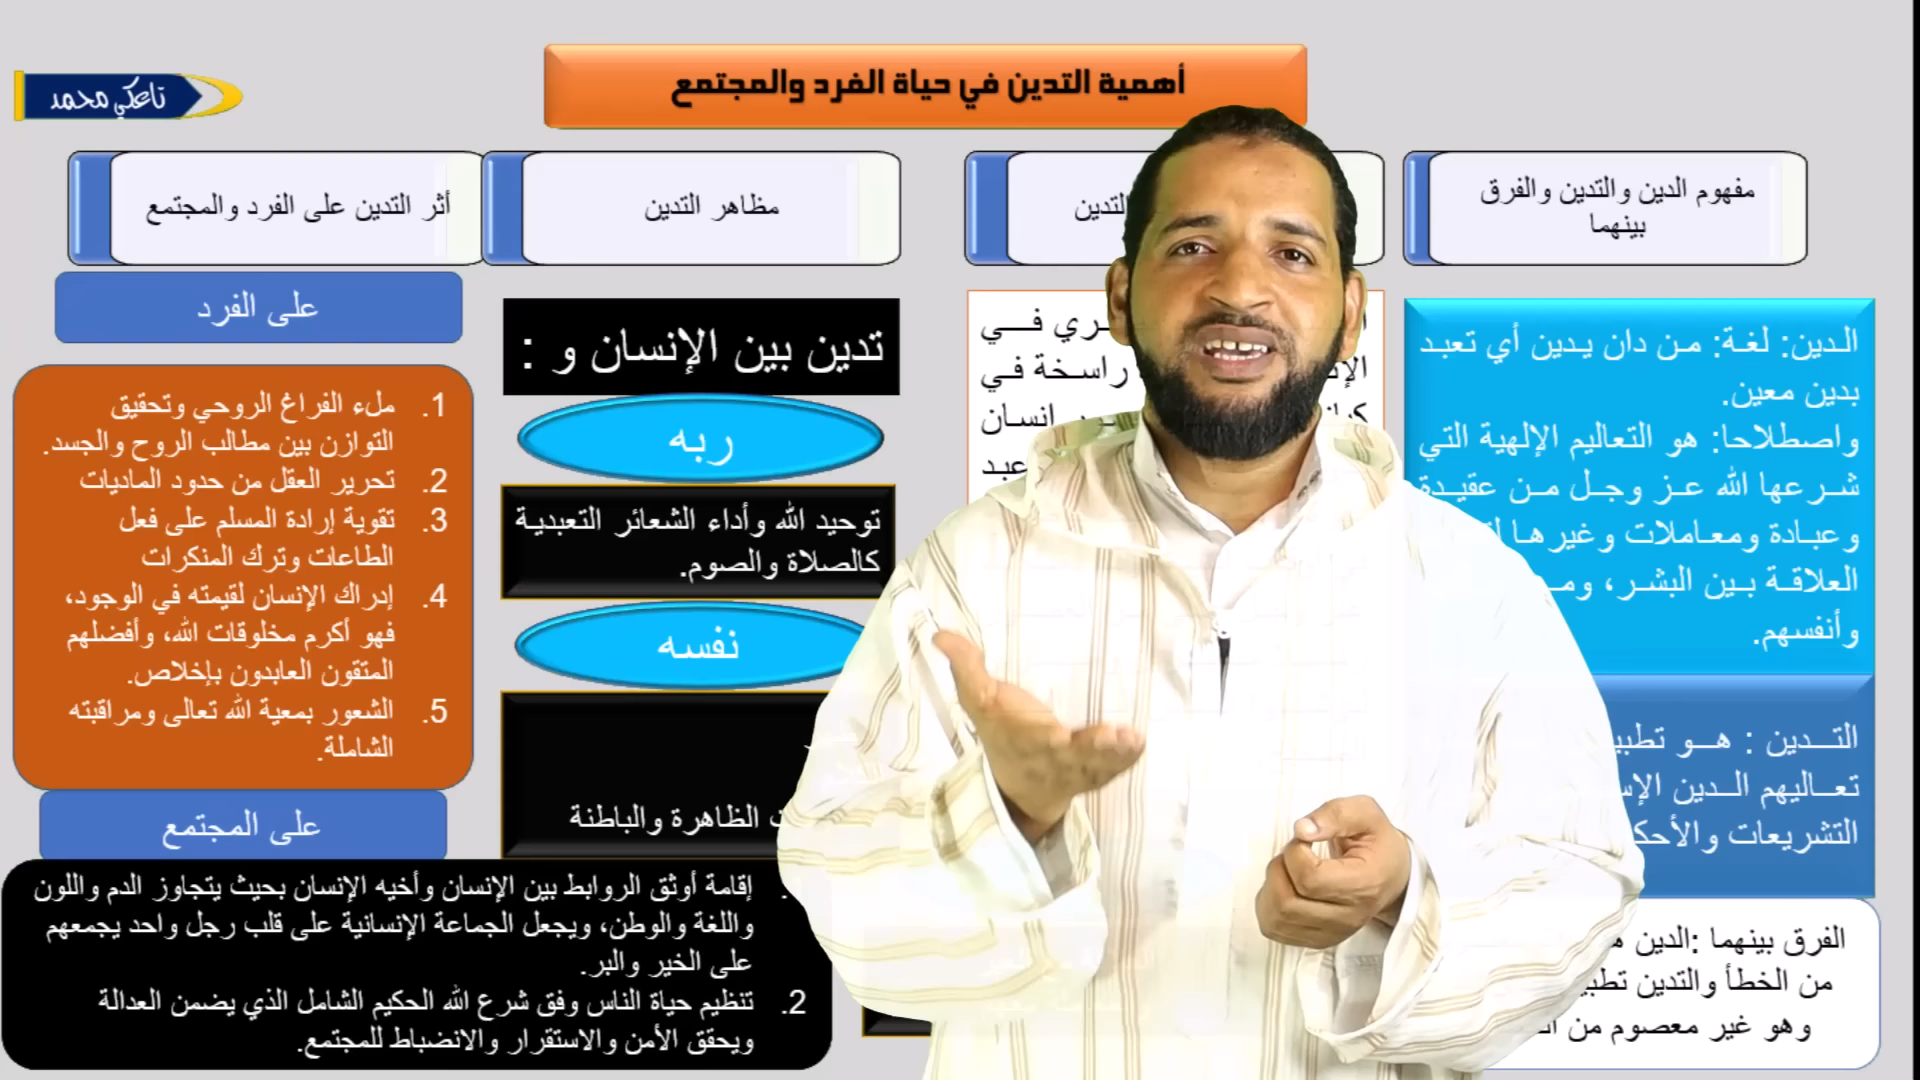 أهمية التدين في حياة الفرد والمجتمع
تاعكي محمد
مفهوم الدين والتدين والفرق
بينهما
الدين: لغة: من دان يدين أي تعبد
بدين معين.
واصطلاحا: هو التعاليم الإلهية التي
شرعها الله عز وجل من عقيدة
وعبادة ومعاملات وغيرها
العلاقة بين البشر،
وأنفسهم.
التدين : هو
تعاليهم الدين
التشريعات
الفرق بينهما :الدين
من الخطأ والتدين
وهو غير معصوم من
التدين
في
راسخة في
انسان
مظاهر التدين
تدين بين الإنسان و :
ربه
توحيد الله وأداء الشعائر التعبدية
كالصلاة والصوم.
نفسه
الظاهرة والباطنة
أثر التدين على الفرد والمجتمع
على الفرد
1. ملء الفراغ الروحي وتحقيق
التوازن بين مطالب الروح والجسد.
2. تحرير العقل من حدود الماديات
3. تقوية إرادة المسلم على فعل
الطاعات وترك المنكرات
4. إدراك الإنسان لقيمته في الوجود،
فهو أكرم مخلوقات الله، وأفضلهم
المتقون العابدون بإخلاص.
5. الشعور بمعية الله تعالى ومراقبته
الشاملة.
على المجتمع
إقامة أوثق الروابط بين الإنسان وأخيه الإنسان بحيث يتجاوز الدم واللون
واللغة والوطن، ويجعل الجماعة الإنسانية على قلب رجل واحد يجمعهم
على الخير والبر.
2. تنظيم حياة الناس وفق شرع الله الحكيم الشامل الذي يضمن العدالة
ويحقق الأمن والاستقرار والانضباط للمجتمع.